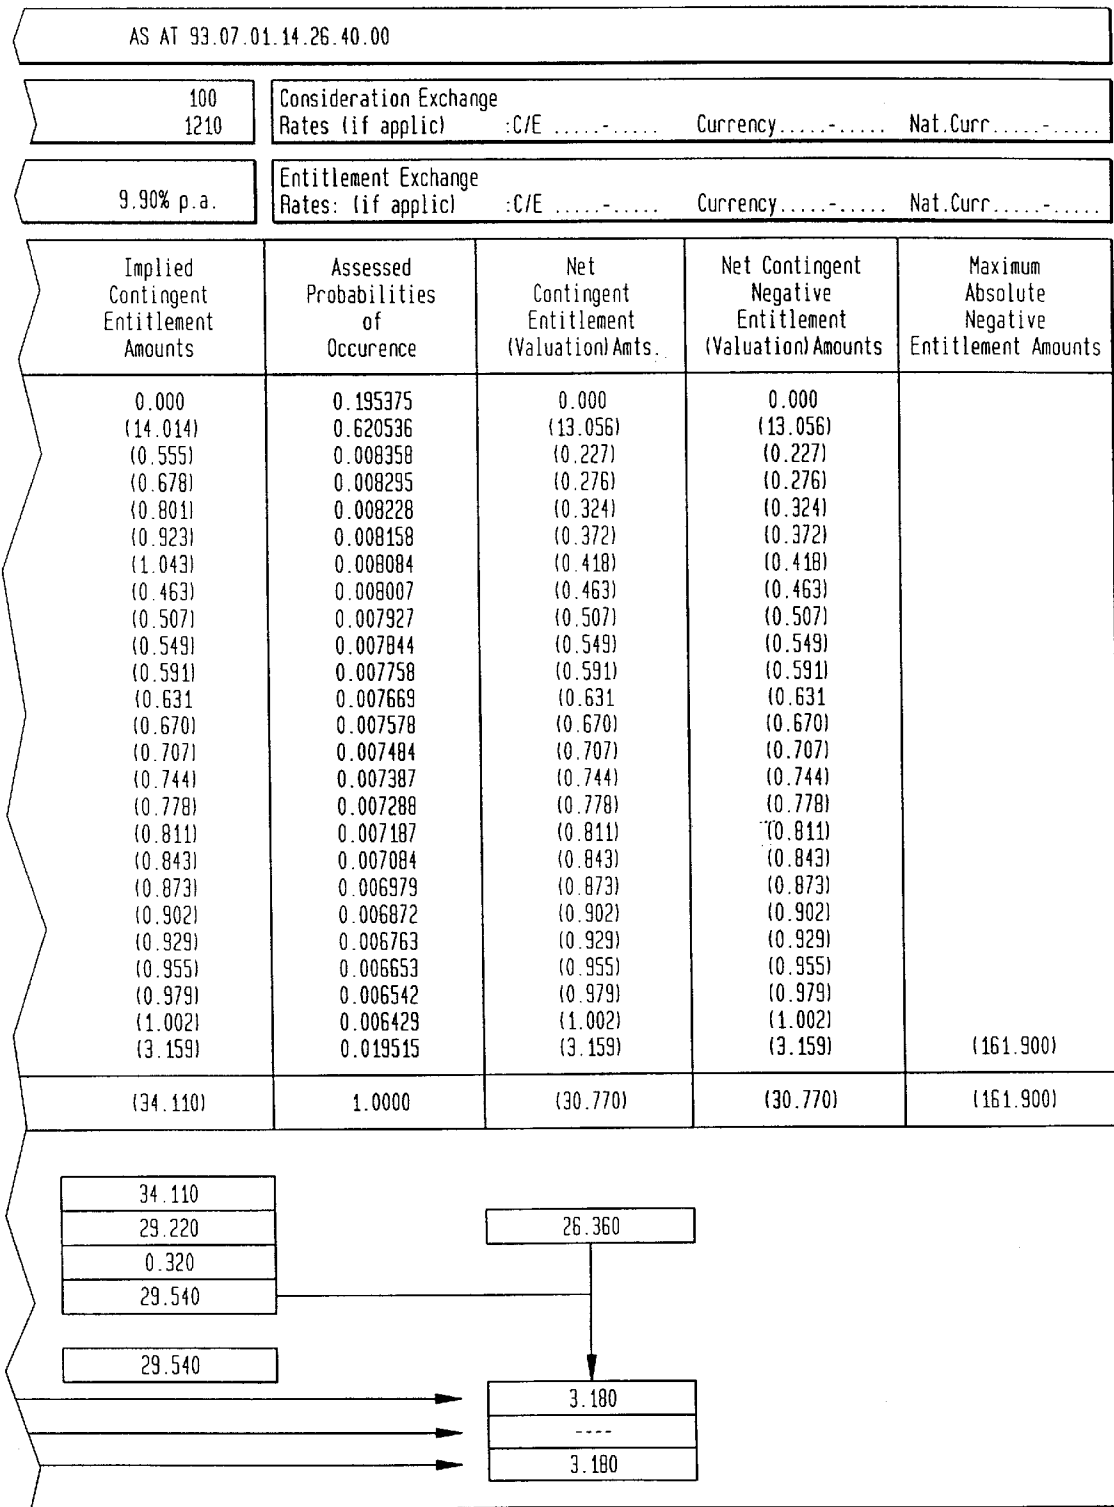 AS AT 93.07.01.14.26.40.00
100
1210
Consideration Exchange
Rates (if applic) :C/E .....-..... Currency.....-..... Nat.Curr.....-.....
9.90% p.a.
Entitlement Exchange
Rates: (if applic) :C/E .....-..... Currency.....-..... Nat.Curr.....-.....
Implied Contingent Entitlement Amounts
Assessed Probabilities of Occurence
Net Contingent Entitlement (Valuation) Amts.
Net Contingent Negative Entitlement (Valuation) Amounts
Maximum Absolute Negative Entitlement Amounts
0.000 0.195375 0.000 0.000
(14.014) 0.620536 (13.056) (13.056)
(0.555) 0.008358 (0.227) (0.227)
(0.678) 0.008295 (0.276) (0.276)
(0.801) 0.008228 (0.324) (0.324)
(0.923) 0.008158 (0.372) (0.372)
(1.043) 0.008084 (0.418) (0.418)
(0.463) 0.008007 (0.463) (0.463)
(0.507) 0.007927 (0.507) (0.507)
(0.549) 0.007844 (0.549) (0.549)
(0.591) 0.007758 (0.591) (0.591)
(0.631 0.007669 (0.631 (0.631
(0.670) 0.007578 (0.670) (0.670)
(0.707) 0.007484 (0.707) (0.707)
(0.744) 0.007387 (0.744) (0.744)
(0.778) 0.007288 (0.778) (0.778)
(0.811) 0.007187 (0.811) (0.811)
(0.843) 0.007084 (0.843) (0.843)
(0.873) 0.006979 (0.873) (0.873)
(0.902) 0.006872 (0.902) (0.902)
(0.929) 0.006763 (0.929) (0.929)
(0.955) 0.006653 (0.955) (0.955)
(0.979) 0.006542 (0.979) (0.979)
(1.002) 0.006429 (1.002) (1.002)
(3.159) 0.019515 (3.159) (3.159) (161.900)
(34.110) 1.0000 (30.770) (30.770) (161.900)
34.110
29.220 26.360
0.320
29.540
29.540
3.180
----
3.180